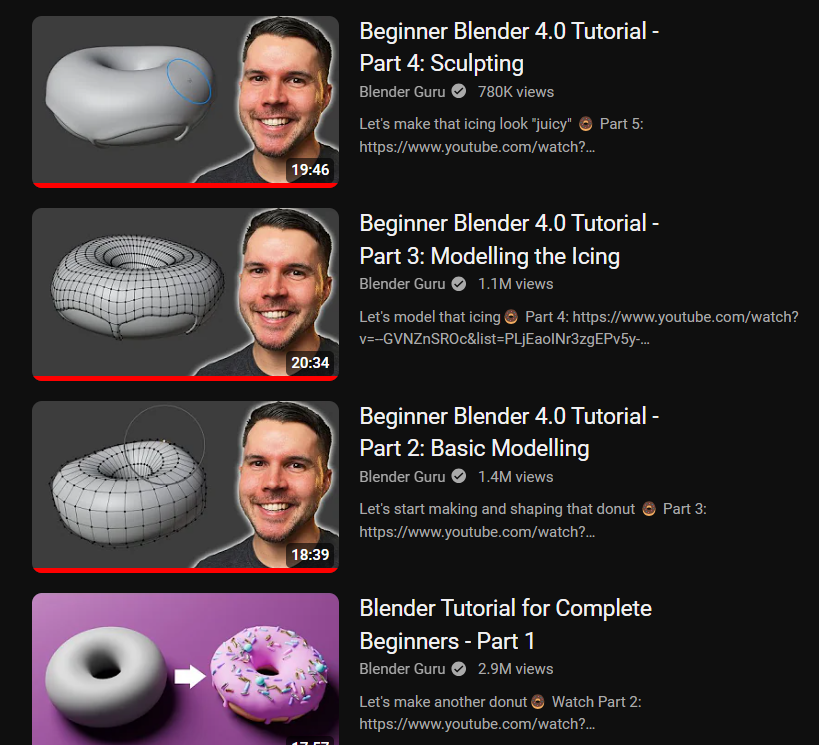 Beginner Blender 4.0 Tutorial -
Part 4: Sculpting
Blender Guru 780K views
Let's make that icing look "juicy" 🍩 Part 5:
https://www.youtube.com/watch?...
19:46
Beginner Blender 4.0 Tutorial -
Part 3: Modelling the Icing
Blender Guru 1.1M views
Let's model that icing🍩 Part 4: https://www.youtube.com/watch?
v=--GVNZnSROc&list=PLjEaoINr3zgEPv5y-...
20:34
Beginner Blender 4.0 Tutorial -
Part 2: Basic Modelling
Blender Guru 1.4M views
Let's start making and shaping that donut 🍩 Part 3:
https://www.youtube.com/watch?...
18:39
Blender Tutorial for Complete
Beginners - Part 1
Blender Guru 2.9M views
Let's make another donut🍩 Watch Part 2:
https://www.youtube.com/watch?...